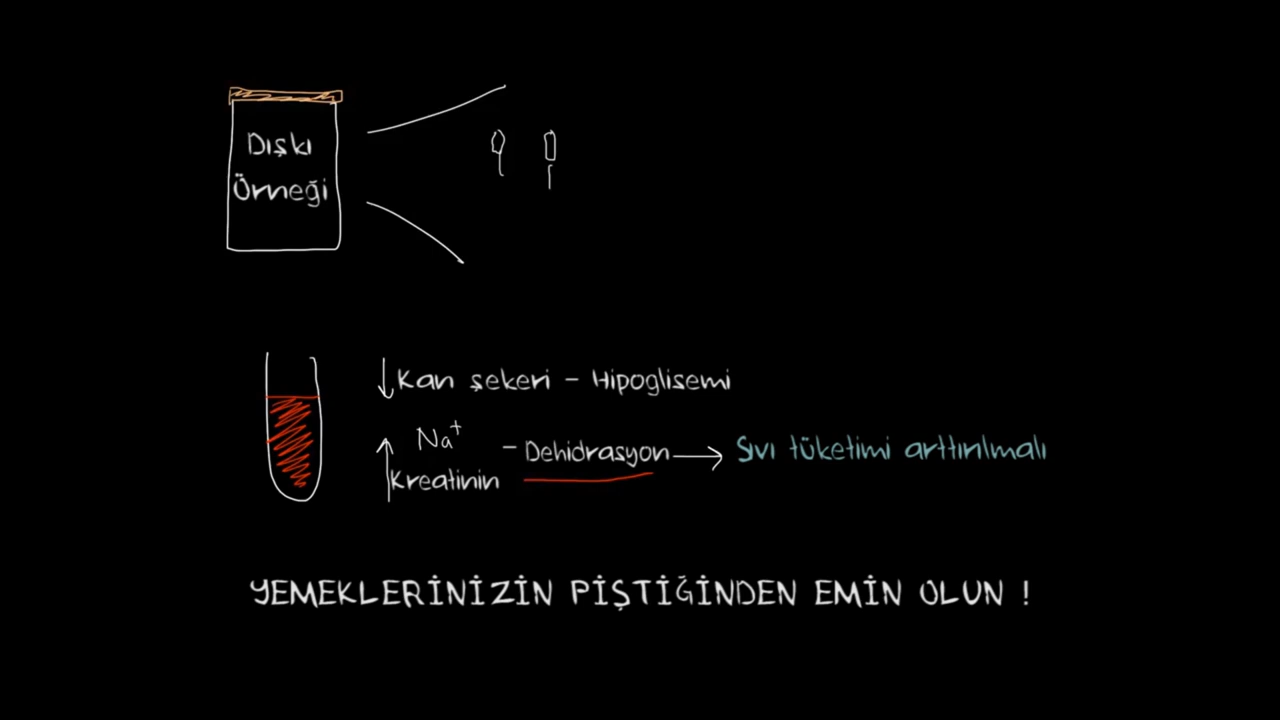 Dışkı
Örneği
↓ Kan şekeri - Hipoglisemi
↑ Na⁺
Kreatinin
- Dehidrasyon → Sıvı tüketimi arttırılmalı
YEMEKLERİNİZİN PİŞTİĞİNDEN EMİN OLUN !